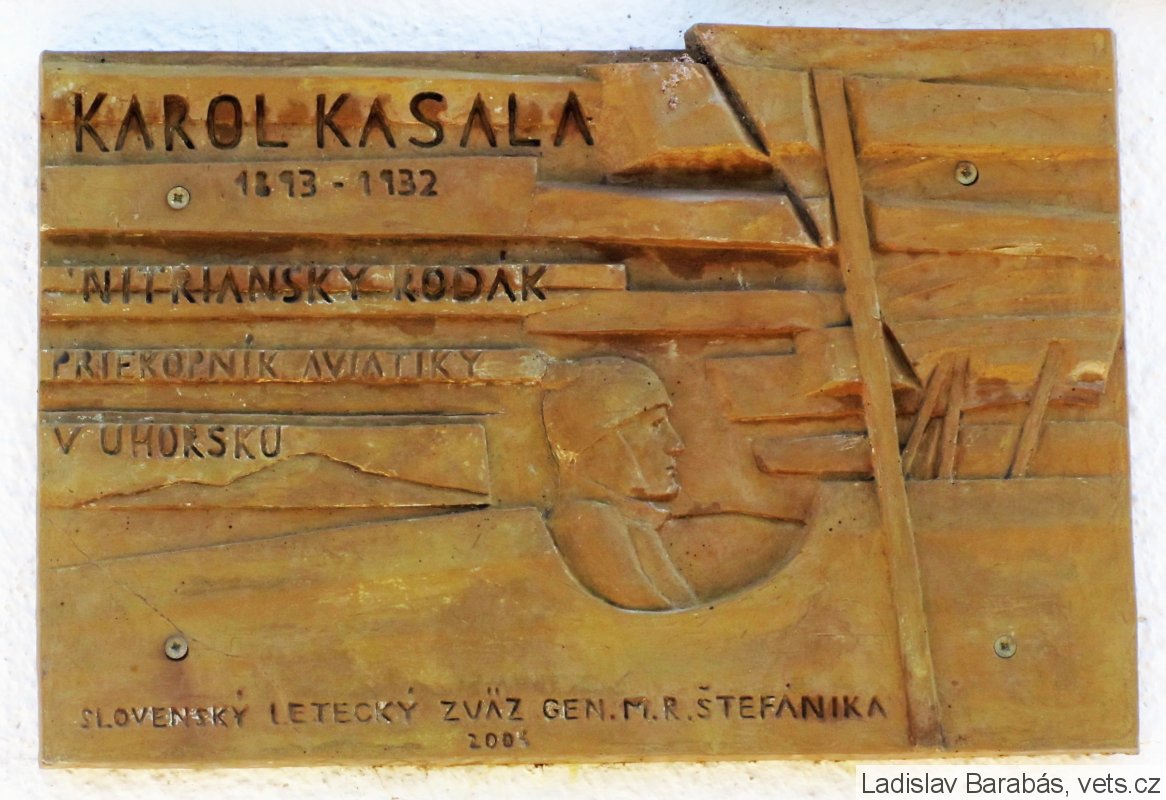 KAROL KASALA
1893 - 1932
NITRIANSKY RODÁK
PRIEKOPNÍK AVIATIKY
V UHORSKU
SLOVENSKÝ LETECKÝ ZVÄZ GEN. M.R. ŠTEFÁNIKA
Ladislav Barabás, vets.cz